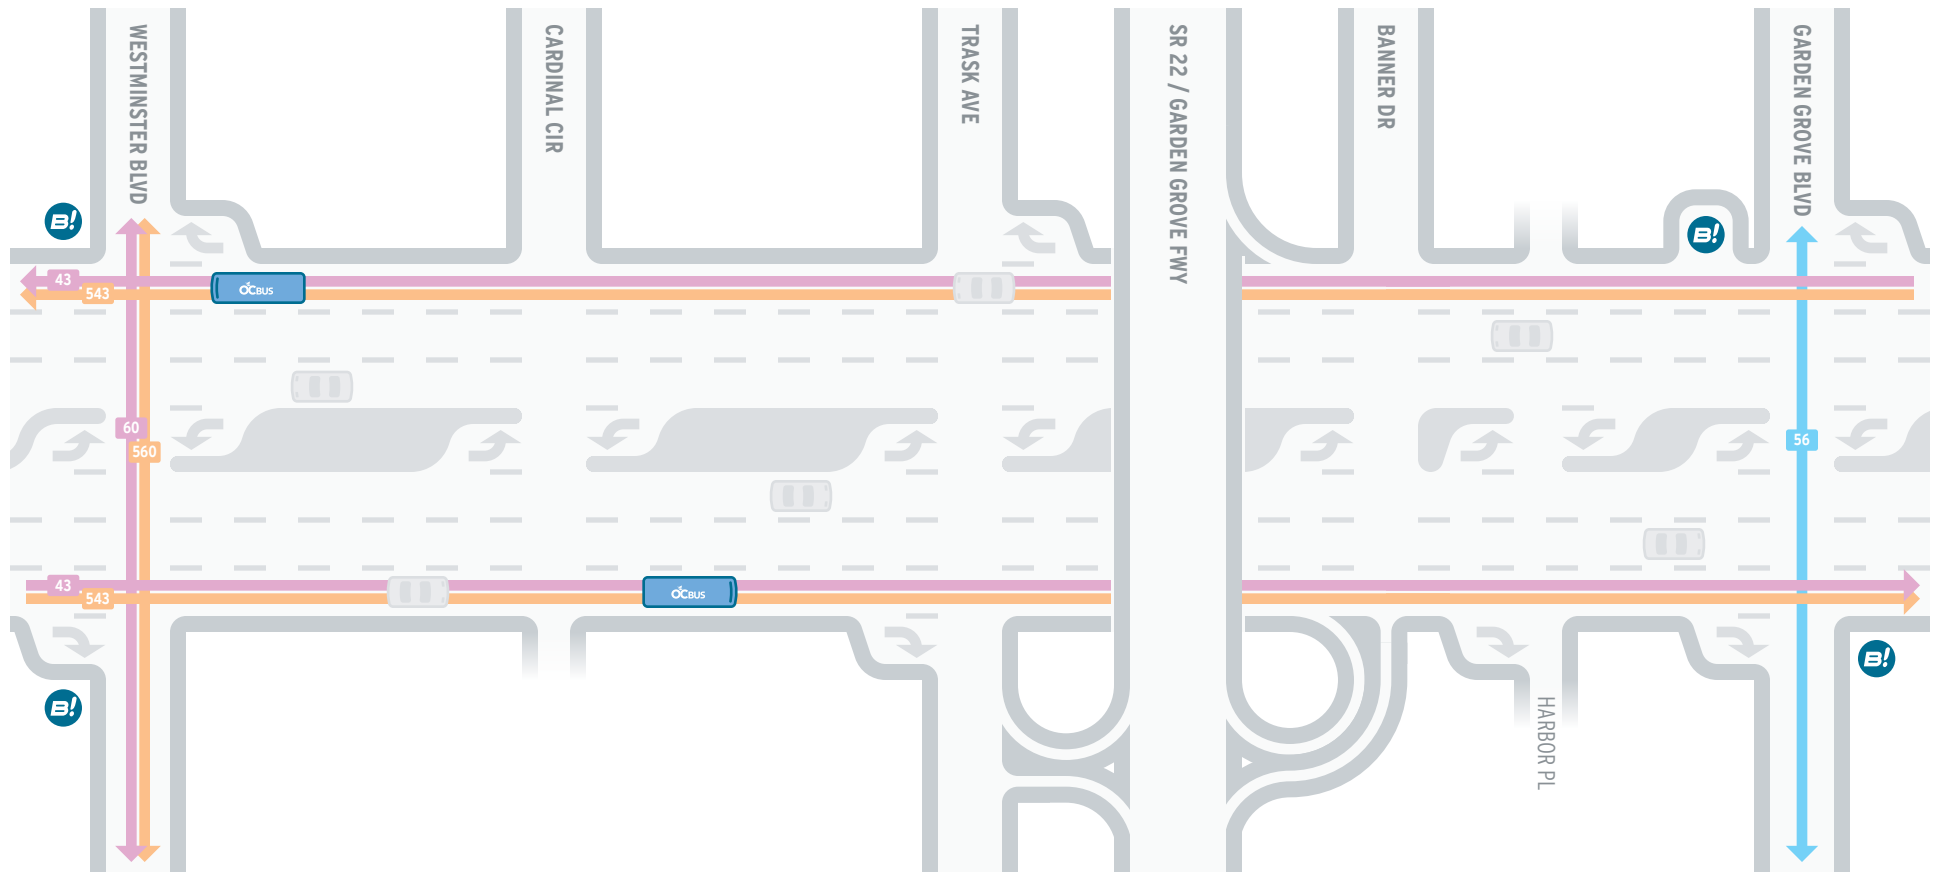 WESTMINSTER BLVD
CARDINAL CIR
TRASK AVE
SR 22 / GARDEN GROVE FWY
BANNER DR
GARDEN GROVE BLVD
B!
B!
43
543
OCBUS
60
560
56
43
543
OCBUS
B!
B!
HARBOR PL